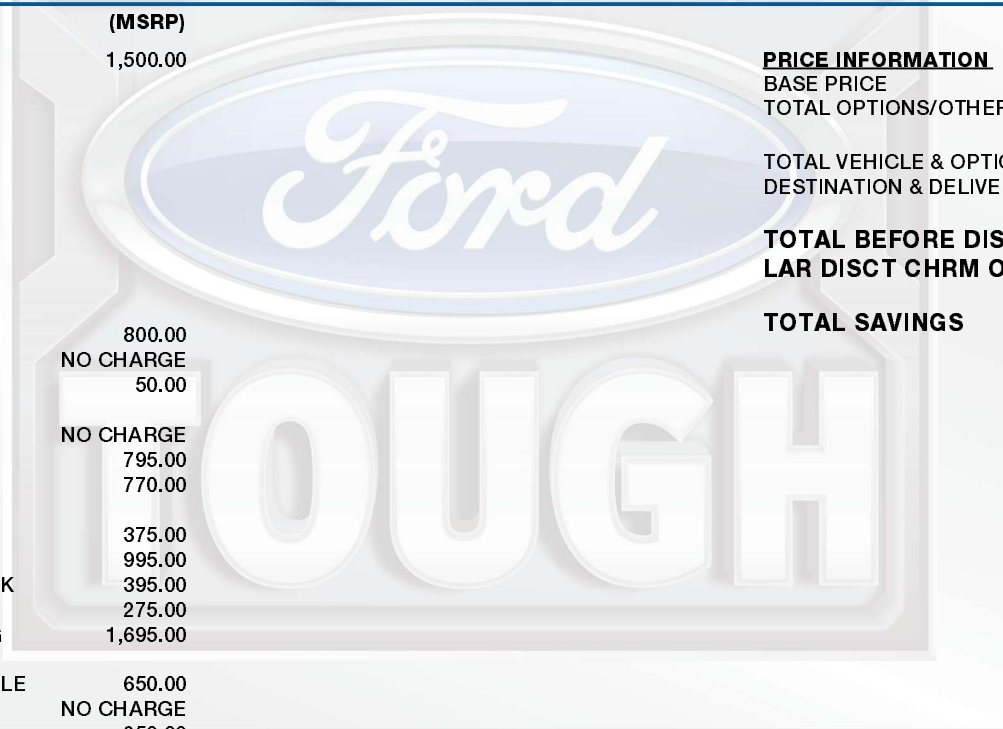 (MSRP)
1,500.00
800.00
NO CHARGE
50.00
NO CHARGE
795.00
770.00
375.00
995.00
K 395.00
275.00
1,695.00
LE 650.00
NO CHARGE
PRICE INFORMATION
BASE PRICE
TOTAL OPTIONS/OTHER
TOTAL VEHICLE & OPTIO
DESTINATION & DELIVE
TOTAL BEFORE DIS
LAR DISCT CHRM O
TOTAL SAVINGS
Ford
TOUGH